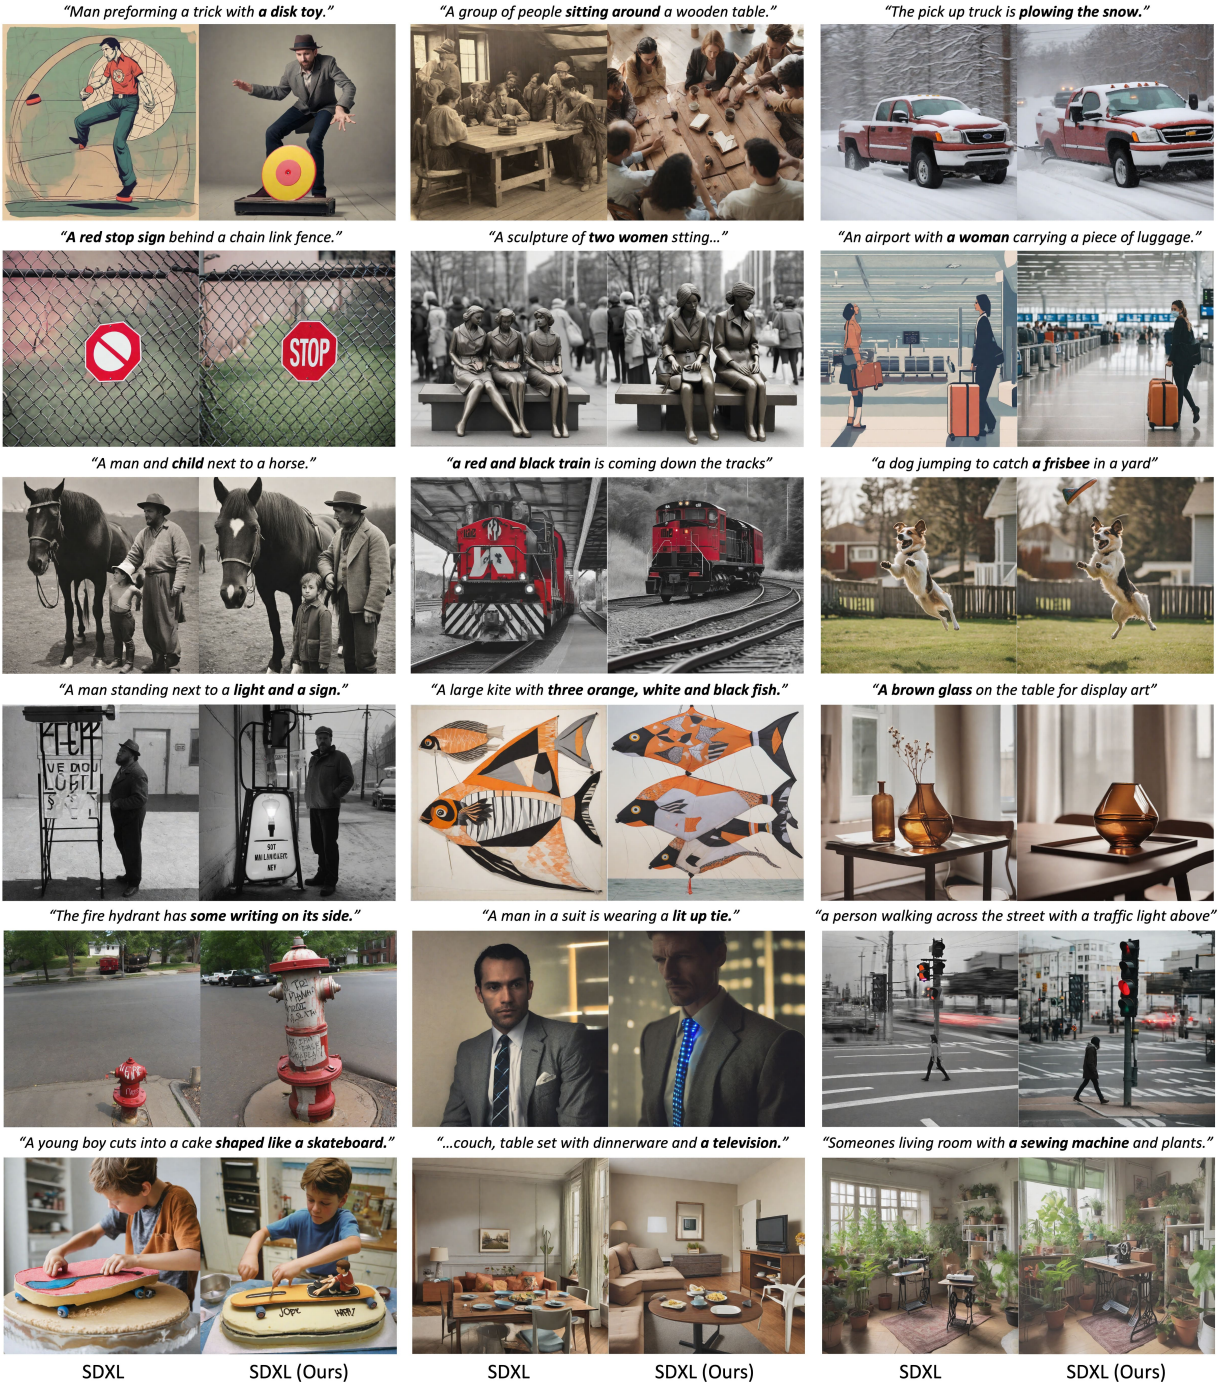 “Man preforming a trick with a disk toy.”
“A group of people sitting around a wooden table.”
“The pick up truck is plowing the snow.”
“A red stop sign behind a chain link fence.”
“A sculpture of two women stting…”
“An airport with a woman carrying a piece of luggage.”
STOP
“A man and child next to a horse.”
“a red and black train is coming down the tracks”
“a dog jumping to catch a frisbee in a yard”
“A man standing next to a light and a sign.”
“A large kite with three orange, white and black fish.”
“A brown glass on the table for display art”
“The fire hydrant has some writing on its side.”
“A man in a suit is wearing a lit up tie.”
“a person walking across the street with a traffic light above”
“A young boy cuts into a cake shaped like a skateboard.”
“...couch, table set with dinnerware and a television.”
“Someones living room with a sewing machine and plants.”
SDXL
SDXL (Ours)
SDXL
SDXL (Ours)
SDXL
SDXL (Ours)